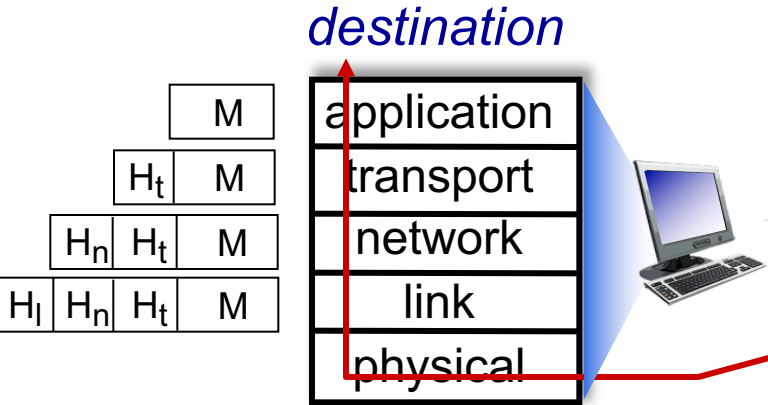 destination
M application
Ht M transport
Hn Ht M network
Hl Hn Ht M link
physical